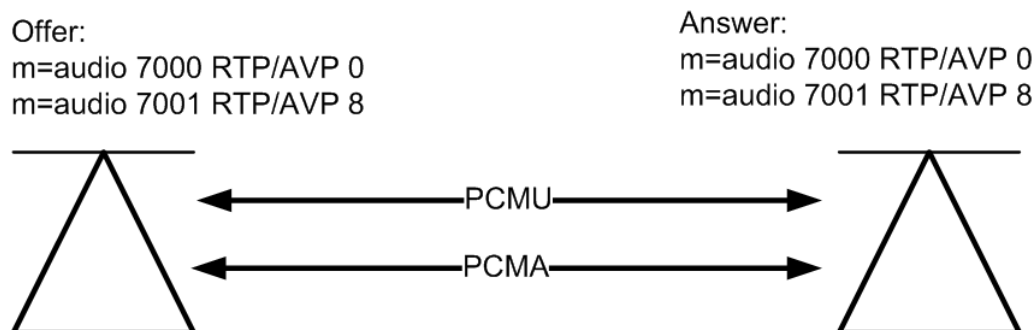 Offer:
m=audio 7000 RTP/AVP 0
m=audio 7001 RTP/AVP 8
Answer:
m=audio 7000 RTP/AVP 0
m=audio 7001 RTP/AVP 8
PCMU
PCMA